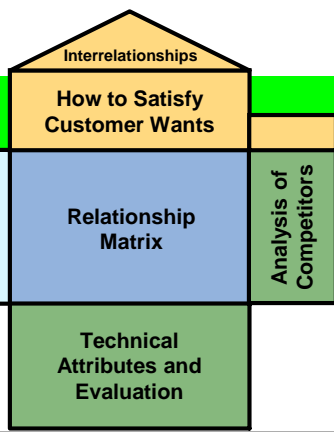 Interrelationships
How to Satisfy
Customer Wants
Relationship
Matrix
Analysis of
Competitors
Technical
Attributes and
Evaluation